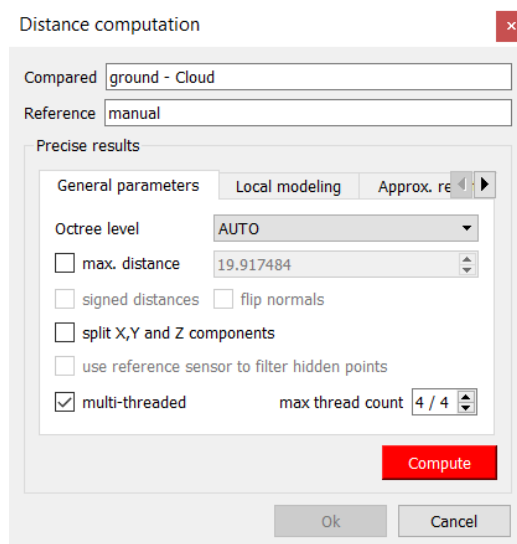 Distance computation
Compared ground - Cloud
Reference manual
Precise results
General parameters Local modeling Approx.
Octree level AUTO
max. distance 19.917484
signed distances flip normals
split X,Y and Z components
use reference sensor to filter hidden points
multi-threaded max thread count 4 / 4
Compute
Ok Cancel